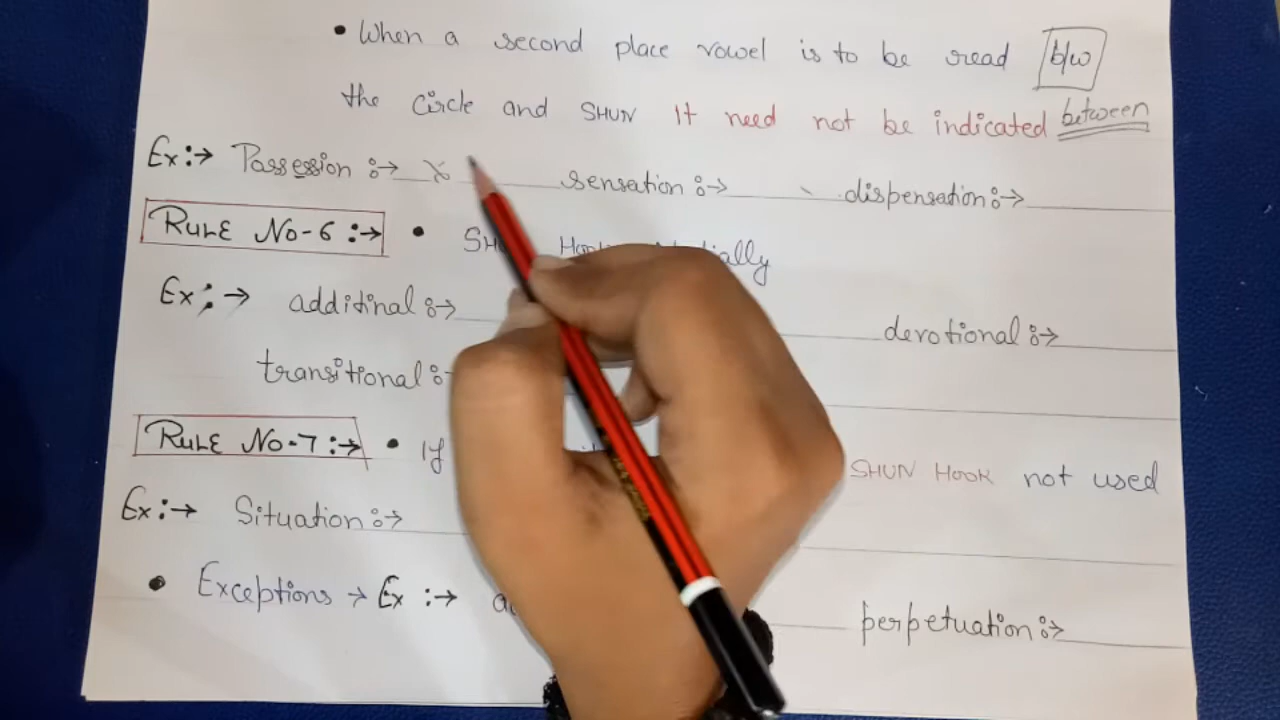 • When a second place vowel is to be read b/w
the circle and SHUN It need not be indicated between
Ex:→ Possession :→ sensation :→ dispensation :→
RULE No-6 :→ •
Ex:→ additinal :→ devotional :→
transitional :-
RULE No-7 :→ • If SHUN HOOK not used
Ex:→ Situation :→
• Exceptions → Ex :→ perpetuation :→